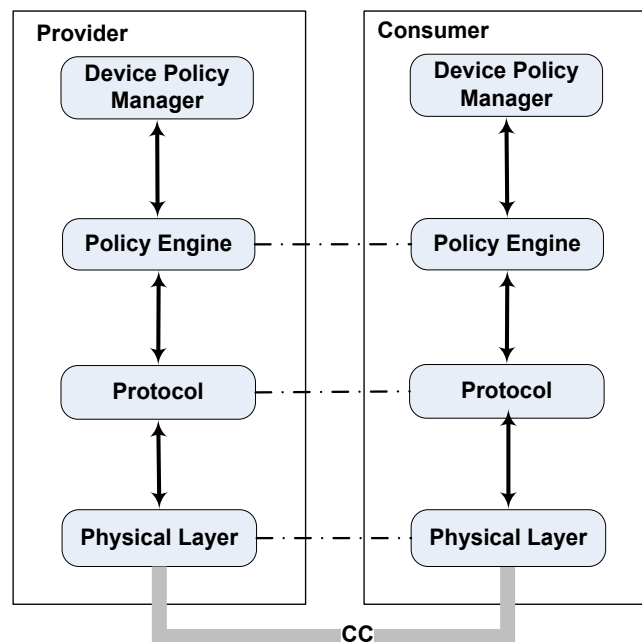 Provider
Device Policy
Manager
Policy Engine
Protocol
Physical Layer
Consumer
Device Policy
Manager
Policy Engine
Protocol
Physical Layer
CC